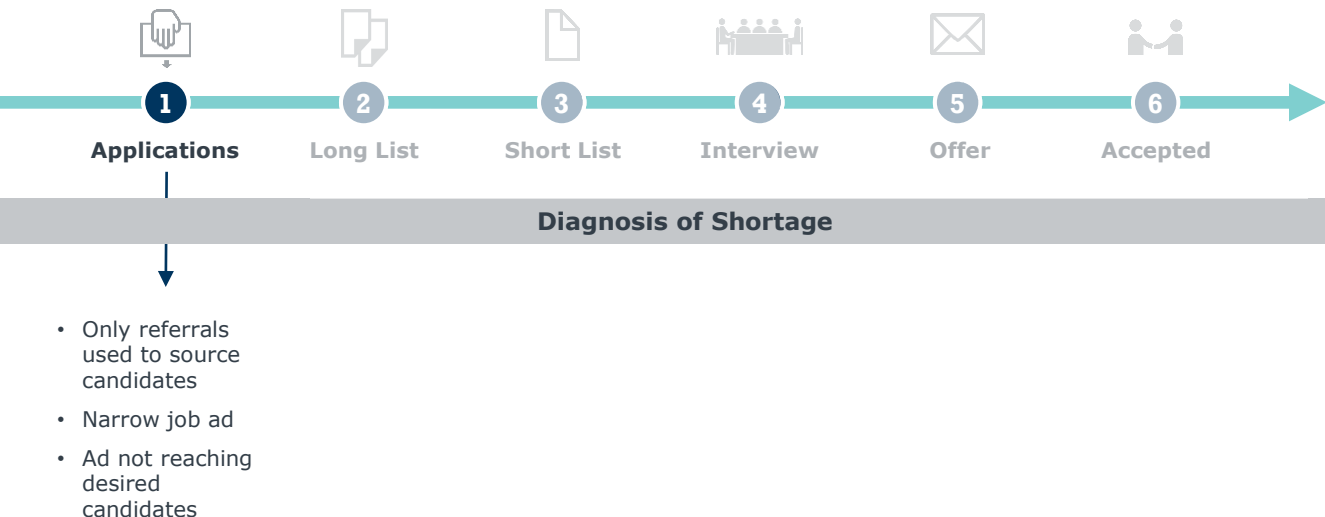 1 2 3 4 5 6
Applications Long List Short List Interview Offer Accepted
Diagnosis of Shortage
• Only referrals
used to source
candidates
• Narrow job ad
• Ad not reaching
desired
candidates